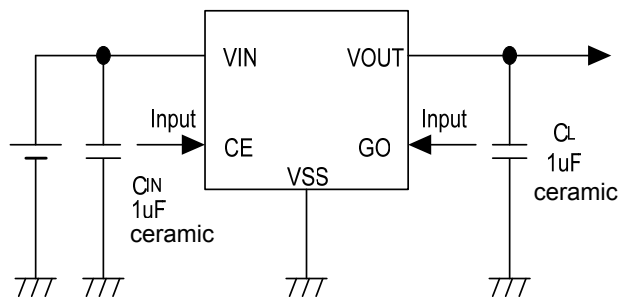 VIN
VOUT
Input
CE
Input
GO
VSS
CIN
1uF
ceramic
CL
1uF
ceramic